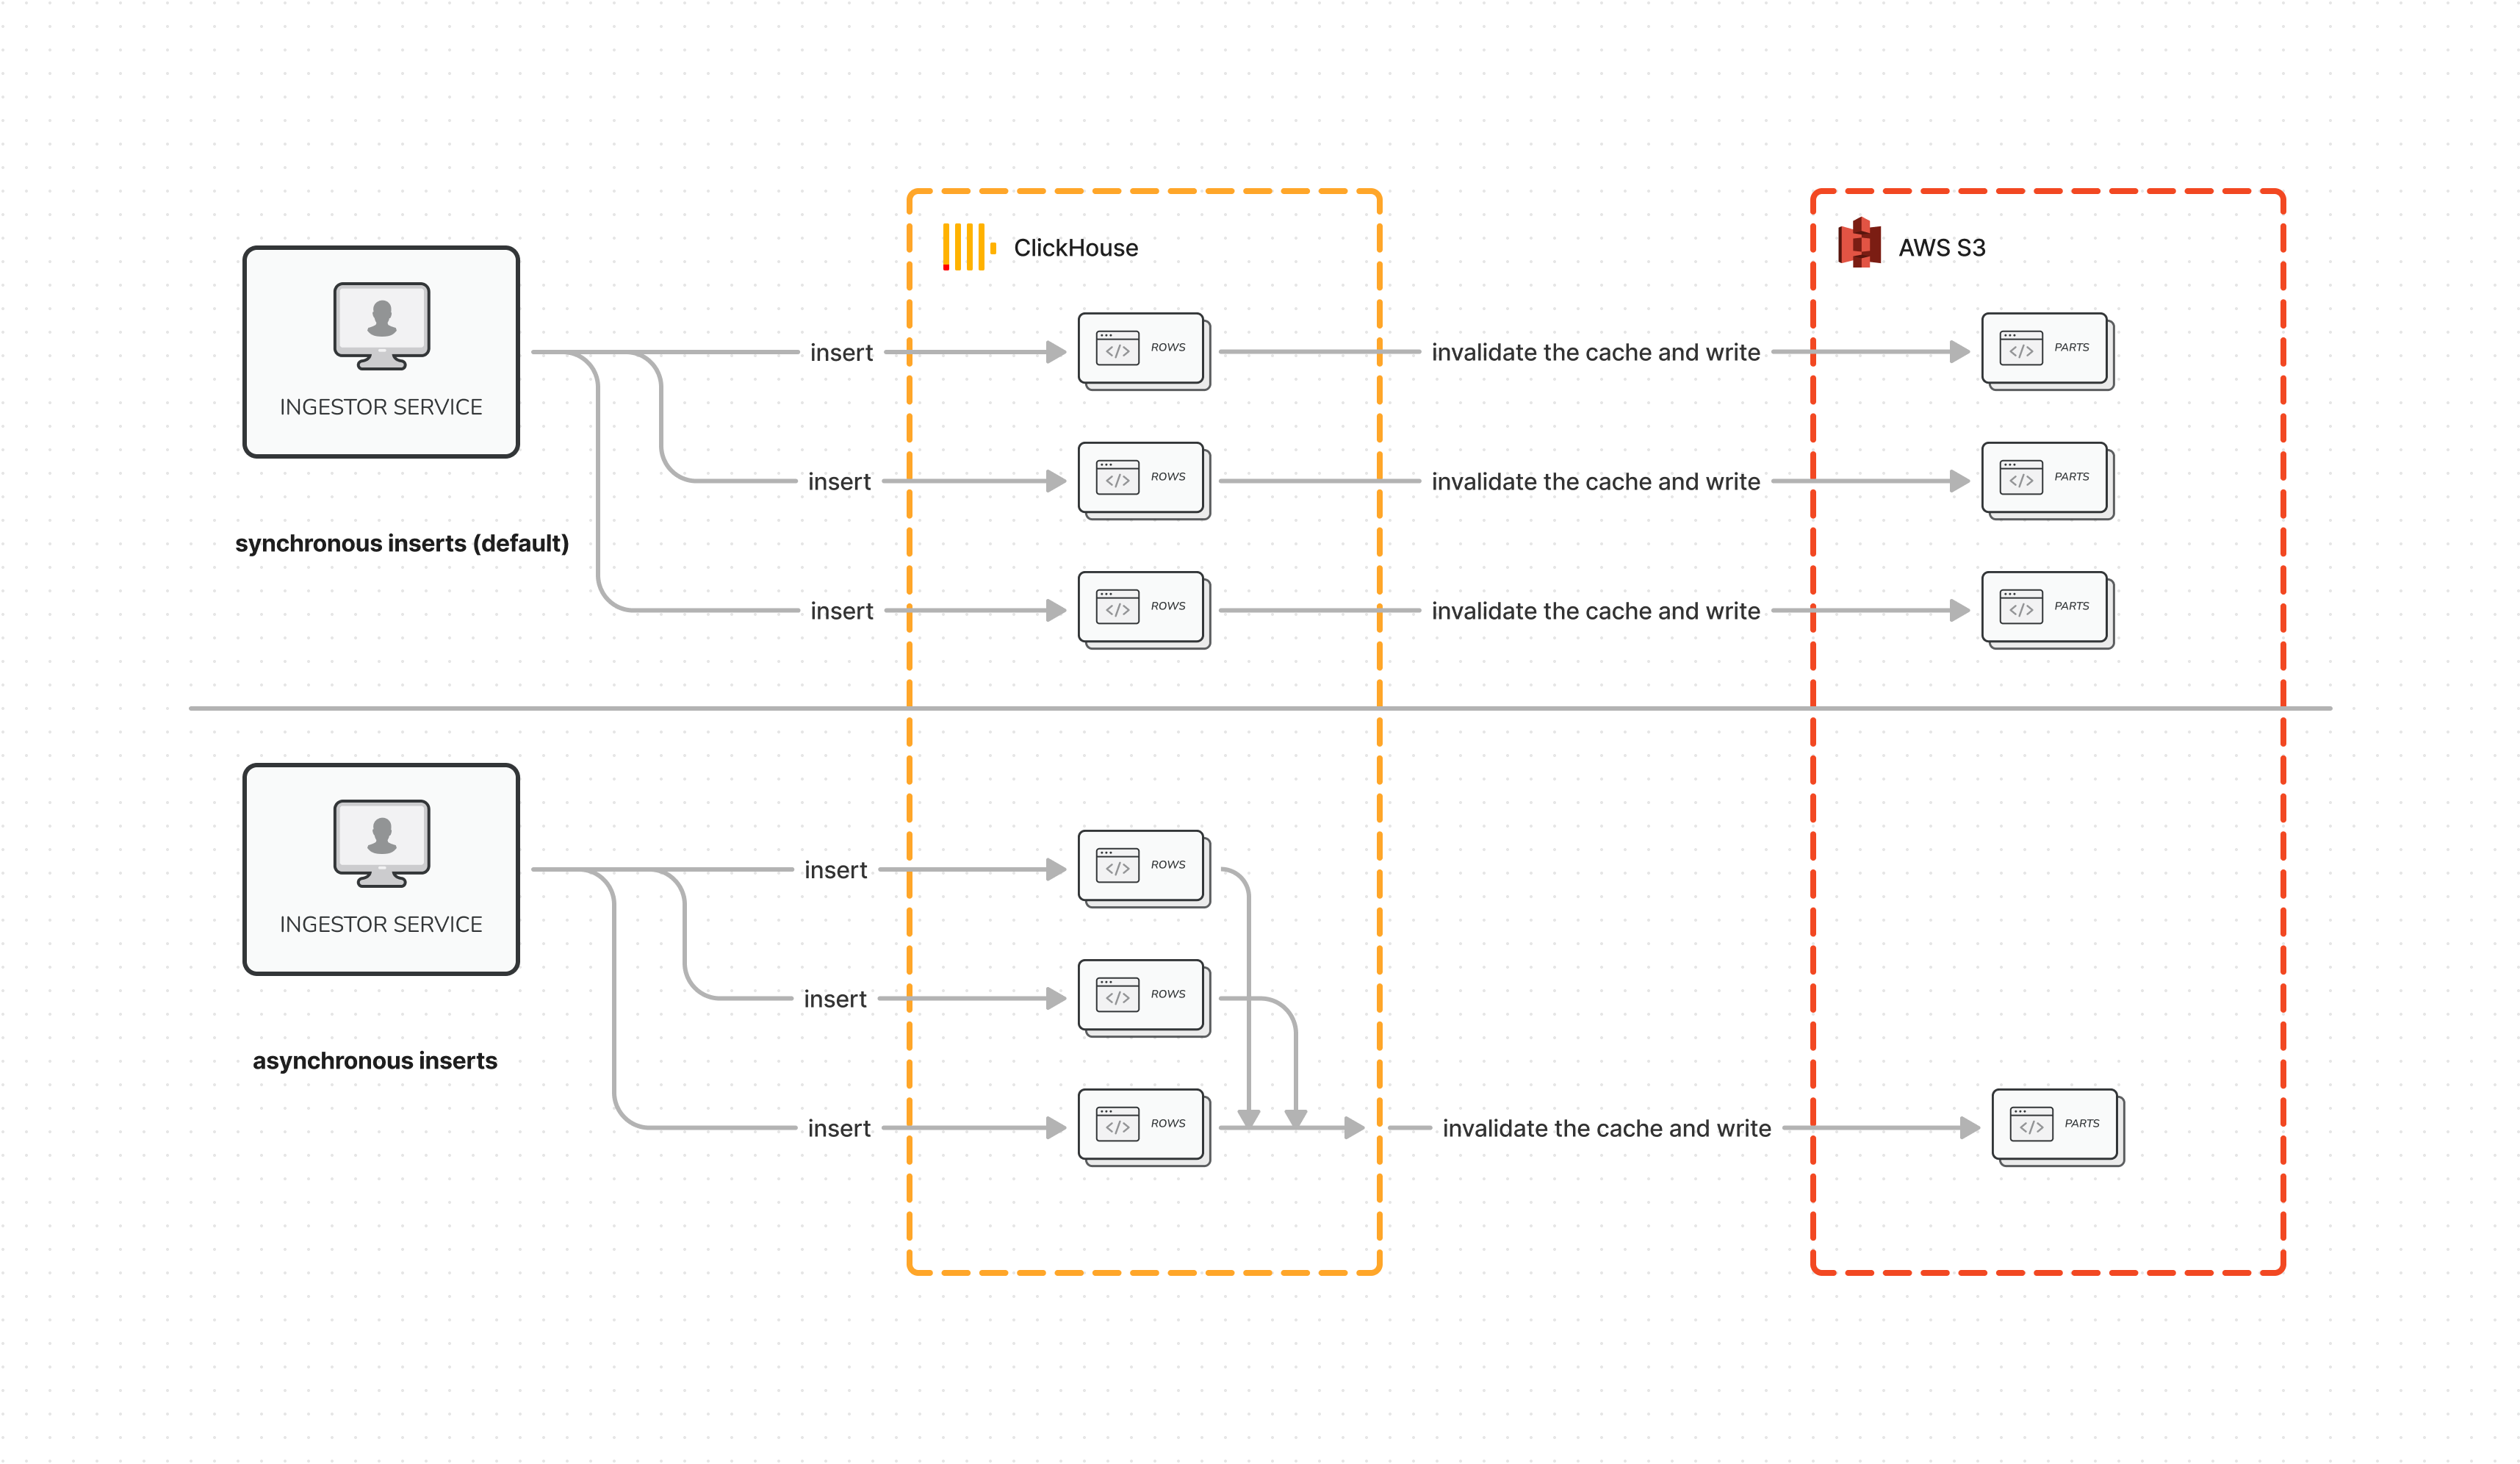 ClickHouse
AWS S3
INGESTOR SERVICE
synchronous inserts (default)
insert
ROWS
invalidate the cache and write
PARTS
insert
ROWS
invalidate the cache and write
PARTS
insert
ROWS
invalidate the cache and write
PARTS
INGESTOR SERVICE
asynchronous inserts
insert
ROWS
insert
ROWS
insert
ROWS
invalidate the cache and write
PARTS